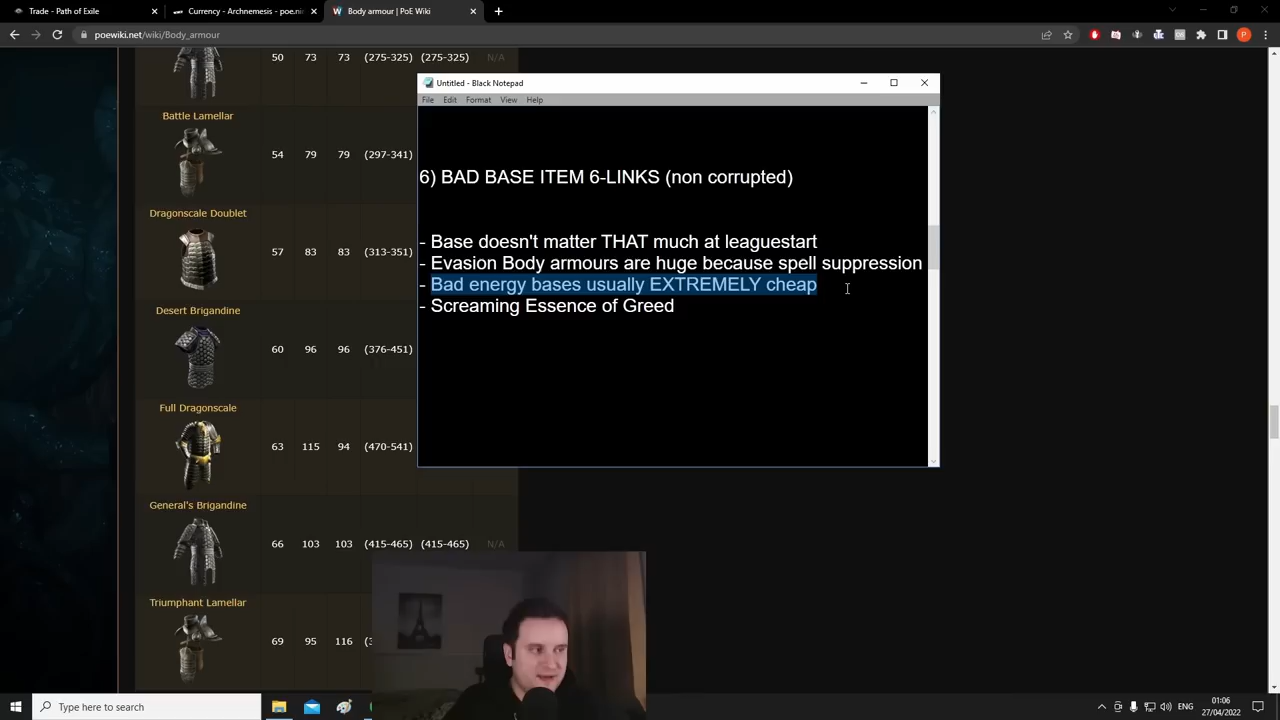 Trade - Path of Exile
Currency - Archnemesis - poe.nin
Body armour | PoE Wiki
poewiki.net/wiki/Body_armour
50 73 73 (275-325) (275-325) N/A
Battle Lamellar
54 79 79 (297-341)
Dragonscale Doublet
57 83 83 (313-351)
Desert Brigandine
60 96 96 (376-451)
Full Dragonscale
63 115 94 (470-541)
General's Brigandine
66 103 103 (415-465) (415-465) N/A
Triumphant Lamellar
69 95 116
Untitled - Black Notepad
File Edit Format View Help
6) BAD BASE ITEM 6-LINKS (non corrupted)
- Base doesn't matter THAT much at leaguestart
- Evasion Body armours are huge because spell suppression
- Bad energy bases usually EXTREMELY cheap
- Screaming Essence of Greed
Type here to search
ENG
01:06
27/04/2022